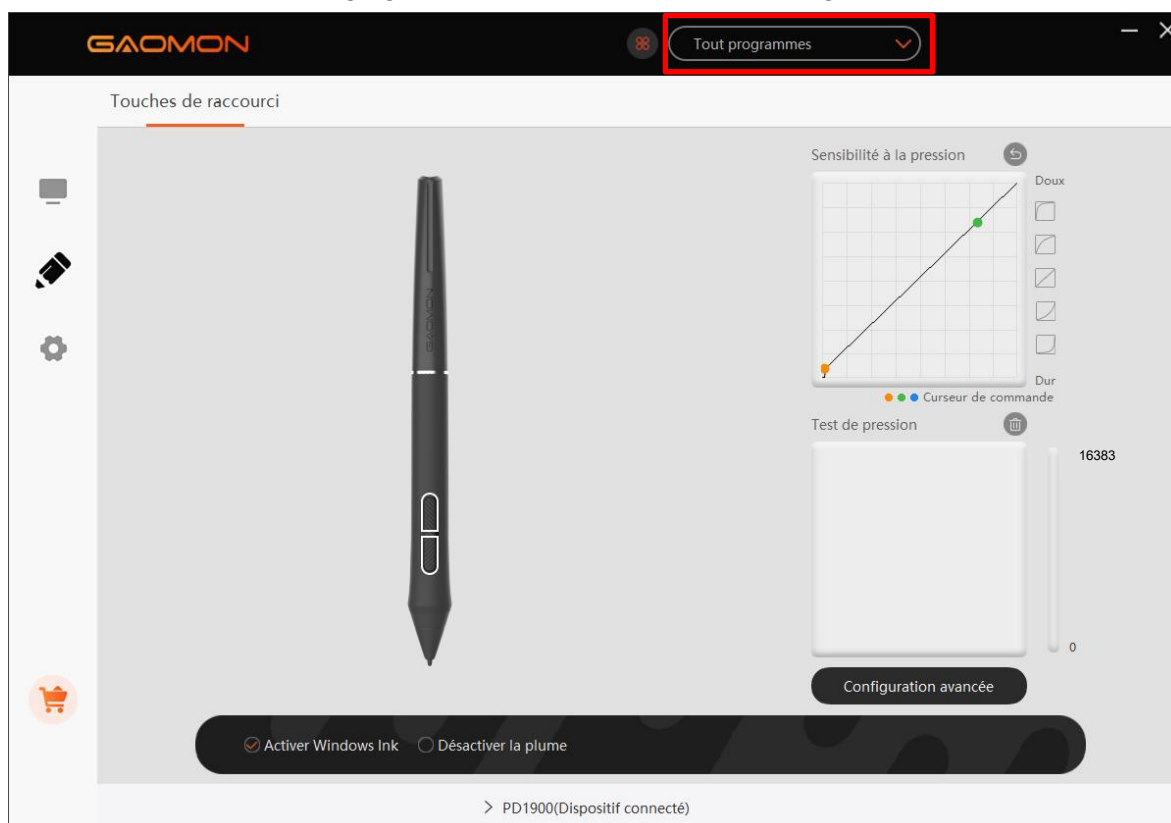 GAOMON
Tout programmes
Touches de raccourci
Sensibilité à la pression
Doux
GAOMON
Dur
Curseur de commande
Test de pression
16383
0
Configuration avancée
Activer Windows Ink
Désactiver la plume
PD1900(Dispositif connecté)